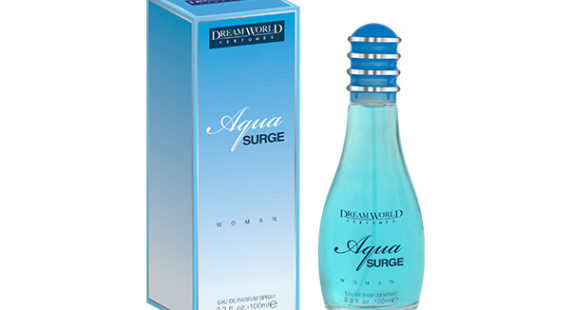 DREAM WORLD
PERFUMES
Aqua
SURGE
WOMAN
EAU DE PARFUM SPRAY
3.3 fl. oz. -100ml e
DREAM WORLD
PERFUMES
Aqua
SURGE
WOMAN
EAU DE PARFUM SPRAY
3.3 fl. oz. -100ml e